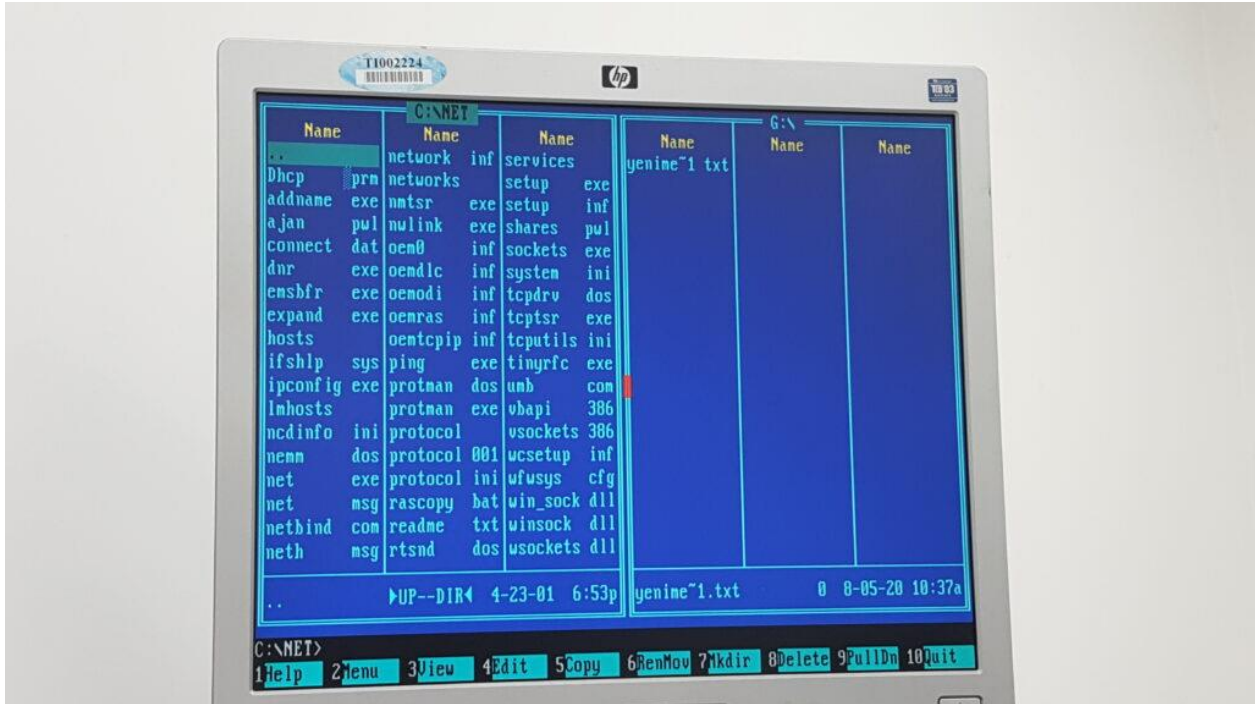 TI002224
hp
C:\NET
G:\
Name Name Name Name Name Name
.. network inf services yenime~1 txt
Dhcp prm networks setup exe
addname exe nmtsr exe setup inf
ajan pwl nwlink exe shares pwl
connect dat oem0 inf sockets exe
dnr exe oemdlc inf system ini
emsbfr exe oemodi inf tcpdrv dos
expand exe oemras inf tcptsr exe
hosts oemtcpip inf tcputils ini
ifshlp sys ping exe tinyrfc exe
ipconfig exe protman dos umb com
lmhosts protman exe vbapi 386
ncdinfo ini protocol vsockets 386
nemm dos protocol 001 wcsetup inf
net exe protocol ini wfwsys cfg
net msg rascopy bat win_sock dll
netbind com readme txt winsock dll
neth msg rtsnd dos wsockets dll
.. ►UP--DIR◄ 4-23-01 6:53p yenime~1.txt 0 8-05-20 10:37a
C:\NET>
1Help 2Menu 3View 4Edit 5Copy 6RenMov 7Mkdir 8Delete 9PullDn 10Quit